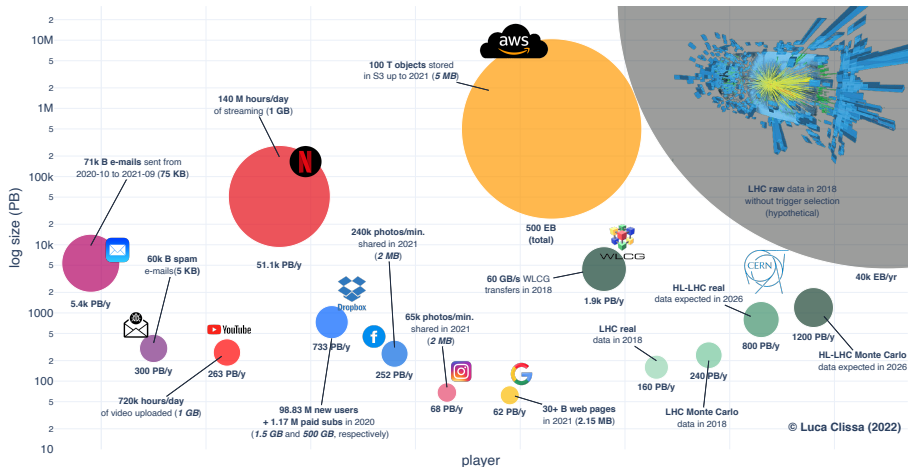 2
10M
5
2
1M
5
2
100k
5
2
10k
5
2
1000
5
2
100
5
2
10
log size (PB)
player
71k B e-mails sent from
2020-10 to 2021-09 (75 KB)
5.4k PB/y
60k B spam
e-mails(5 KB)
300 PB/y
140 M hours/day
of streaming (1 GB)
N
51.1k PB/y
YouTube
263 PB/y
720k hours/day
of video uploaded (1 GB)
Dropbox
733 PB/y
98.83 M new users
+ 1.17 M paid subs in 2020
(1.5 GB and 500 GB, respectively)
240k photos/min.
shared in 2021
(2 MB)
f
252 PB/y
65k photos/min.
shared in 2021
(2 MB)
68 PB/y
G
62 PB/y
30+ B web pages
in 2021 (2.15 MB)
aws
100 T objects stored
in S3 up to 2021 (5 MB)
500 EB
(total)
WLCG
60 GB/s WLCG
transfers in 2018
1.9k PB/y
LHC real
data in 2018
160 PB/y
240 PB/y
LHC Monte Carlo
data in 2018
CERN
HL-LHC real
data expected in 2026
800 PB/y
1200 PB/y
HL-LHC Monte Carlo
data expected in 2026
LHC raw data in 2018
without trigger selection
(hypothetical)
40k EB/yr
© Luca Clissa (2022)